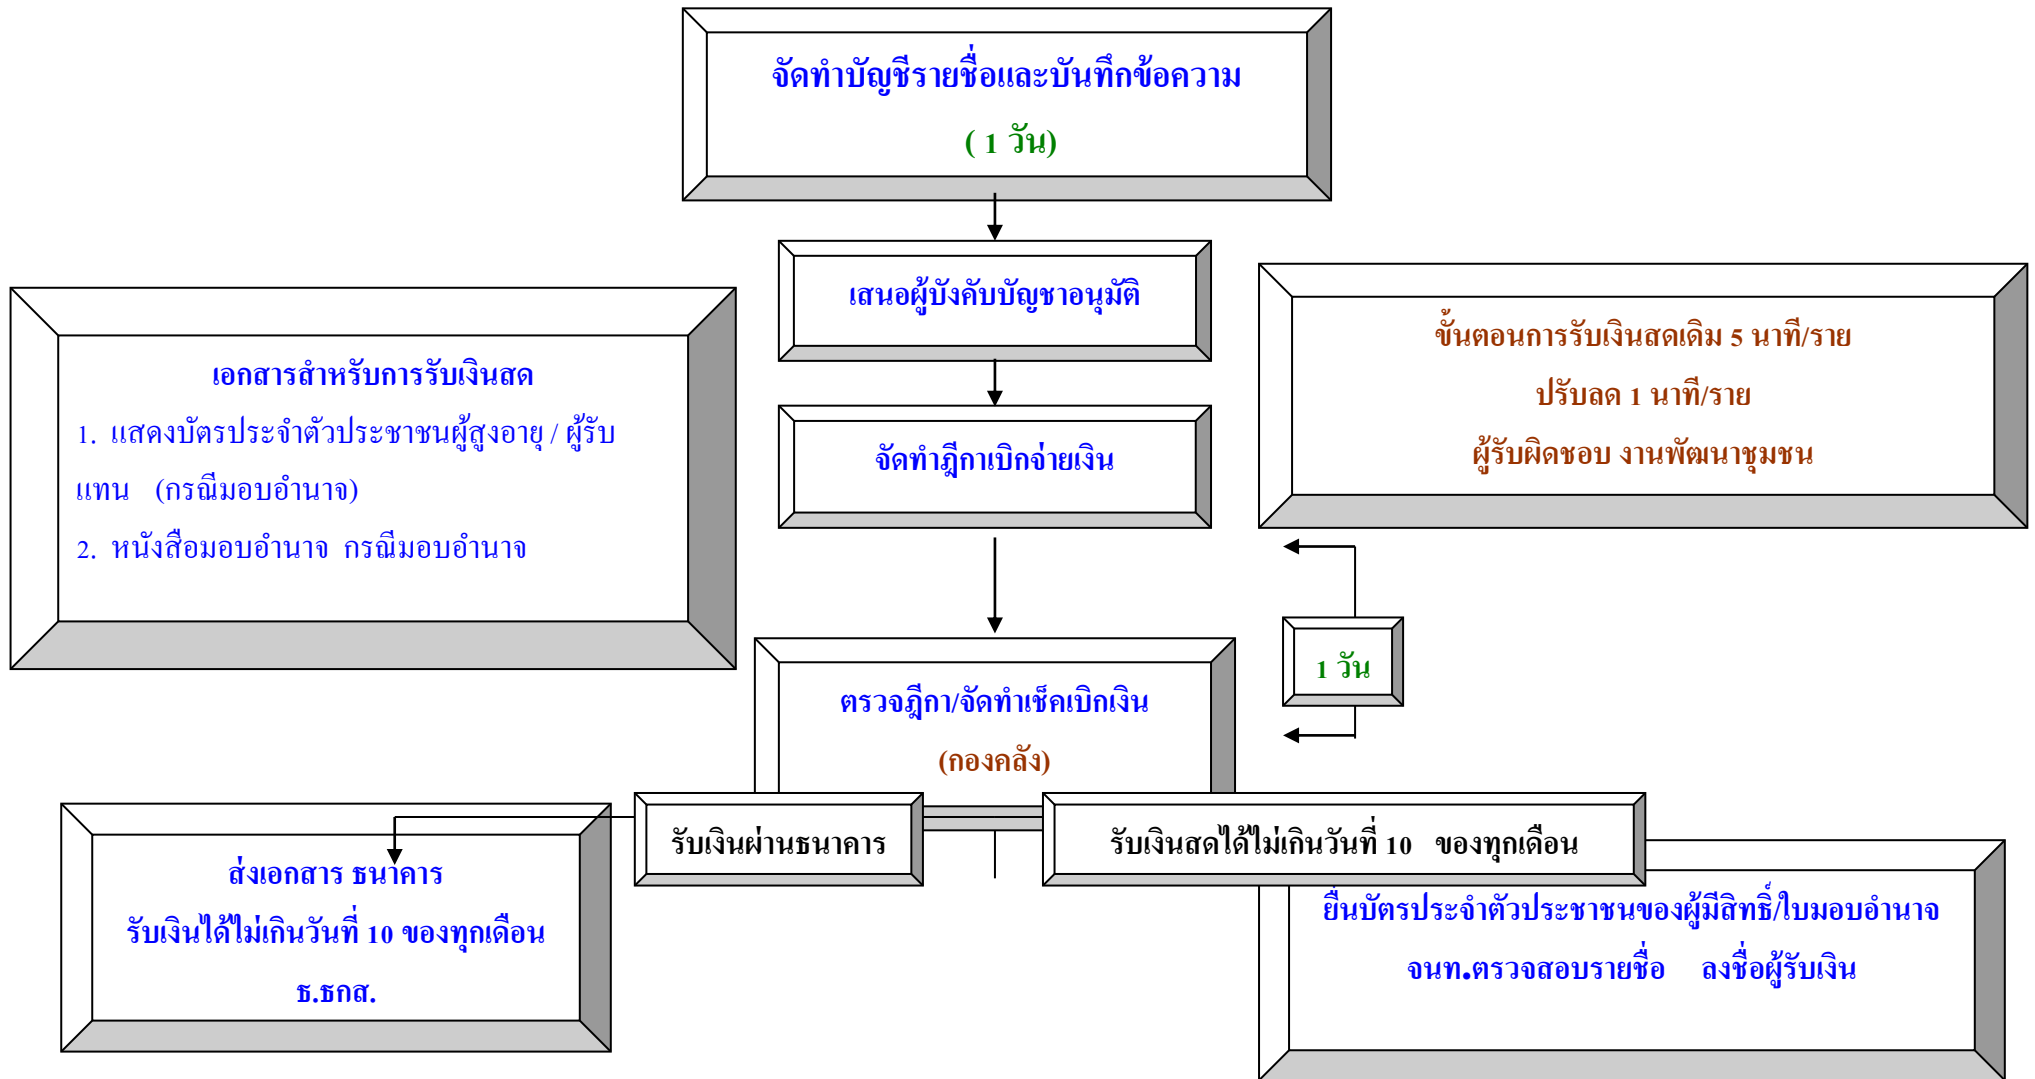 จัดทำบัญชีรายชื่อและบันทึกข้อความ
( 1 วัน)
เสนอผู้บังคับบัญชาอนุมัติ
เอกสารสำหรับการรับเงินสด
1. แสดงบัตรประจำตัวประชาชนผู้สูงอายุ / ผู้รับ
แทน (กรณีมอบอำนาจ)
2. หนังสือมอบอำนาจ กรณีมอบอำนาจ
จัดทำฎีกาเบิกจ่ายเงิน
ขั้นตอนการรับเงินสดเดิม 5 นาที/ราย
ปรับลด 1 นาที/ราย
ผู้รับผิดชอบ งานพัฒนาชุมชน
1 วัน
ตรวจฎีกา/จัดทำเช็คเบิกเงิน
(กองคลัง)
รับเงินผ่านธนาคาร
รับเงินสดได้ไม่เกินวันที่ 10 ของทุกเดือน
ส่งเอกสาร ธนาคาร
รับเงินได้ไม่เกินวันที่ 10 ของทุกเดือน
ธ.ธกส.
ยื่นบัตรประจำตัวประชาชนของผู้มีสิทธิ์/ใบมอบอำนาจ
จนท.ตรวจสอบรายชื่อ ลงชื่อผู้รับเงิน